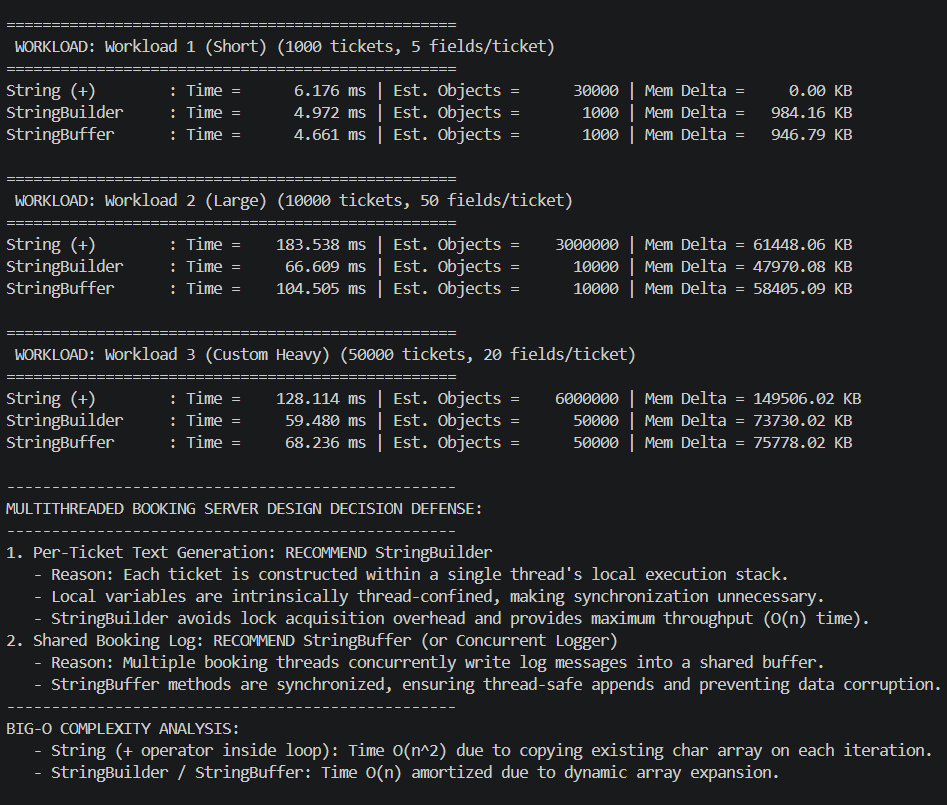 ==================================================
 WORKLOAD: Workload 1 (Short) (1000 tickets, 5 fields/ticket)
==================================================
String (+)        : Time =      6.176 ms | Est. Objects =      30000 | Mem Delta =     0.00 KB
StringBuilder     : Time =      4.972 ms | Est. Objects =       1000 | Mem Delta =   984.16 KB
StringBuffer      : Time =      4.661 ms | Est. Objects =       1000 | Mem Delta =   946.79 KB

==================================================
 WORKLOAD: Workload 2 (Large) (10000 tickets, 50 fields/ticket)
==================================================
String (+)        : Time =    183.538 ms | Est. Objects =    3000000 | Mem Delta = 61448.06 KB
StringBuilder     : Time =     66.609 ms | Est. Objects =      10000 | Mem Delta = 47970.08 KB
StringBuffer      : Time =    104.505 ms | Est. Objects =      10000 | Mem Delta = 58405.09 KB

==================================================
 WORKLOAD: Workload 3 (Custom Heavy) (50000 tickets, 20 fields/ticket)
==================================================
String (+)        : Time =    128.114 ms | Est. Objects =    6000000 | Mem Delta = 149506.02 KB
StringBuilder     : Time =     59.480 ms | Est. Objects =      50000 | Mem Delta = 73730.02 KB
StringBuffer      : Time =     68.236 ms | Est. Objects =      50000 | Mem Delta = 75778.02 KB

--------------------------------------------------
MULTITHREADED BOOKING SERVER DESIGN DECISION DEFENSE:
--------------------------------------------------
1. Per-Ticket Text Generation: RECOMMEND StringBuilder
   - Reason: Each ticket is constructed within a single thread's local execution stack.
   - Local variables are intrinsically thread-confined, making synchronization unnecessary.
   - StringBuilder avoids lock acquisition overhead and provides maximum throughput (O(n) time).
2. Shared Booking Log: RECOMMEND StringBuffer (or Concurrent Logger)
   - Reason: Multiple booking threads concurrently write log messages into a shared buffer.
   - StringBuffer methods are synchronized, ensuring thread-safe appends and preventing data corruption.
--------------------------------------------------
BIG-O COMPLEXITY ANALYSIS:
   - String (+ operator inside loop): Time O(n^2) due to copying existing char array on each iteration.
   - StringBuilder / StringBuffer: Time O(n) amortized due to dynamic array expansion.